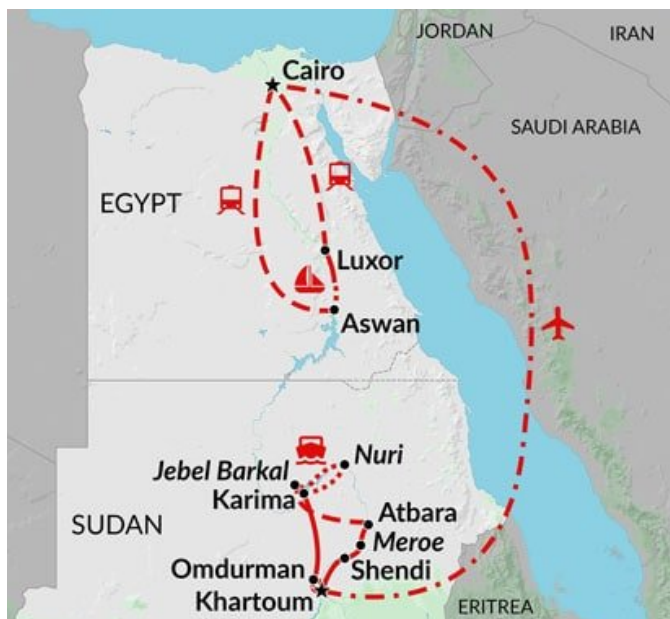 JORDAN
IRAN
Cairo
SAUDI ARABIA
EGYPT
Luxor
Aswan
Nuri
Jebel Barkal
Karima
Atbara
SUDAN
Meroe
Shendi
Omdurman
Khartoum
ERITREA